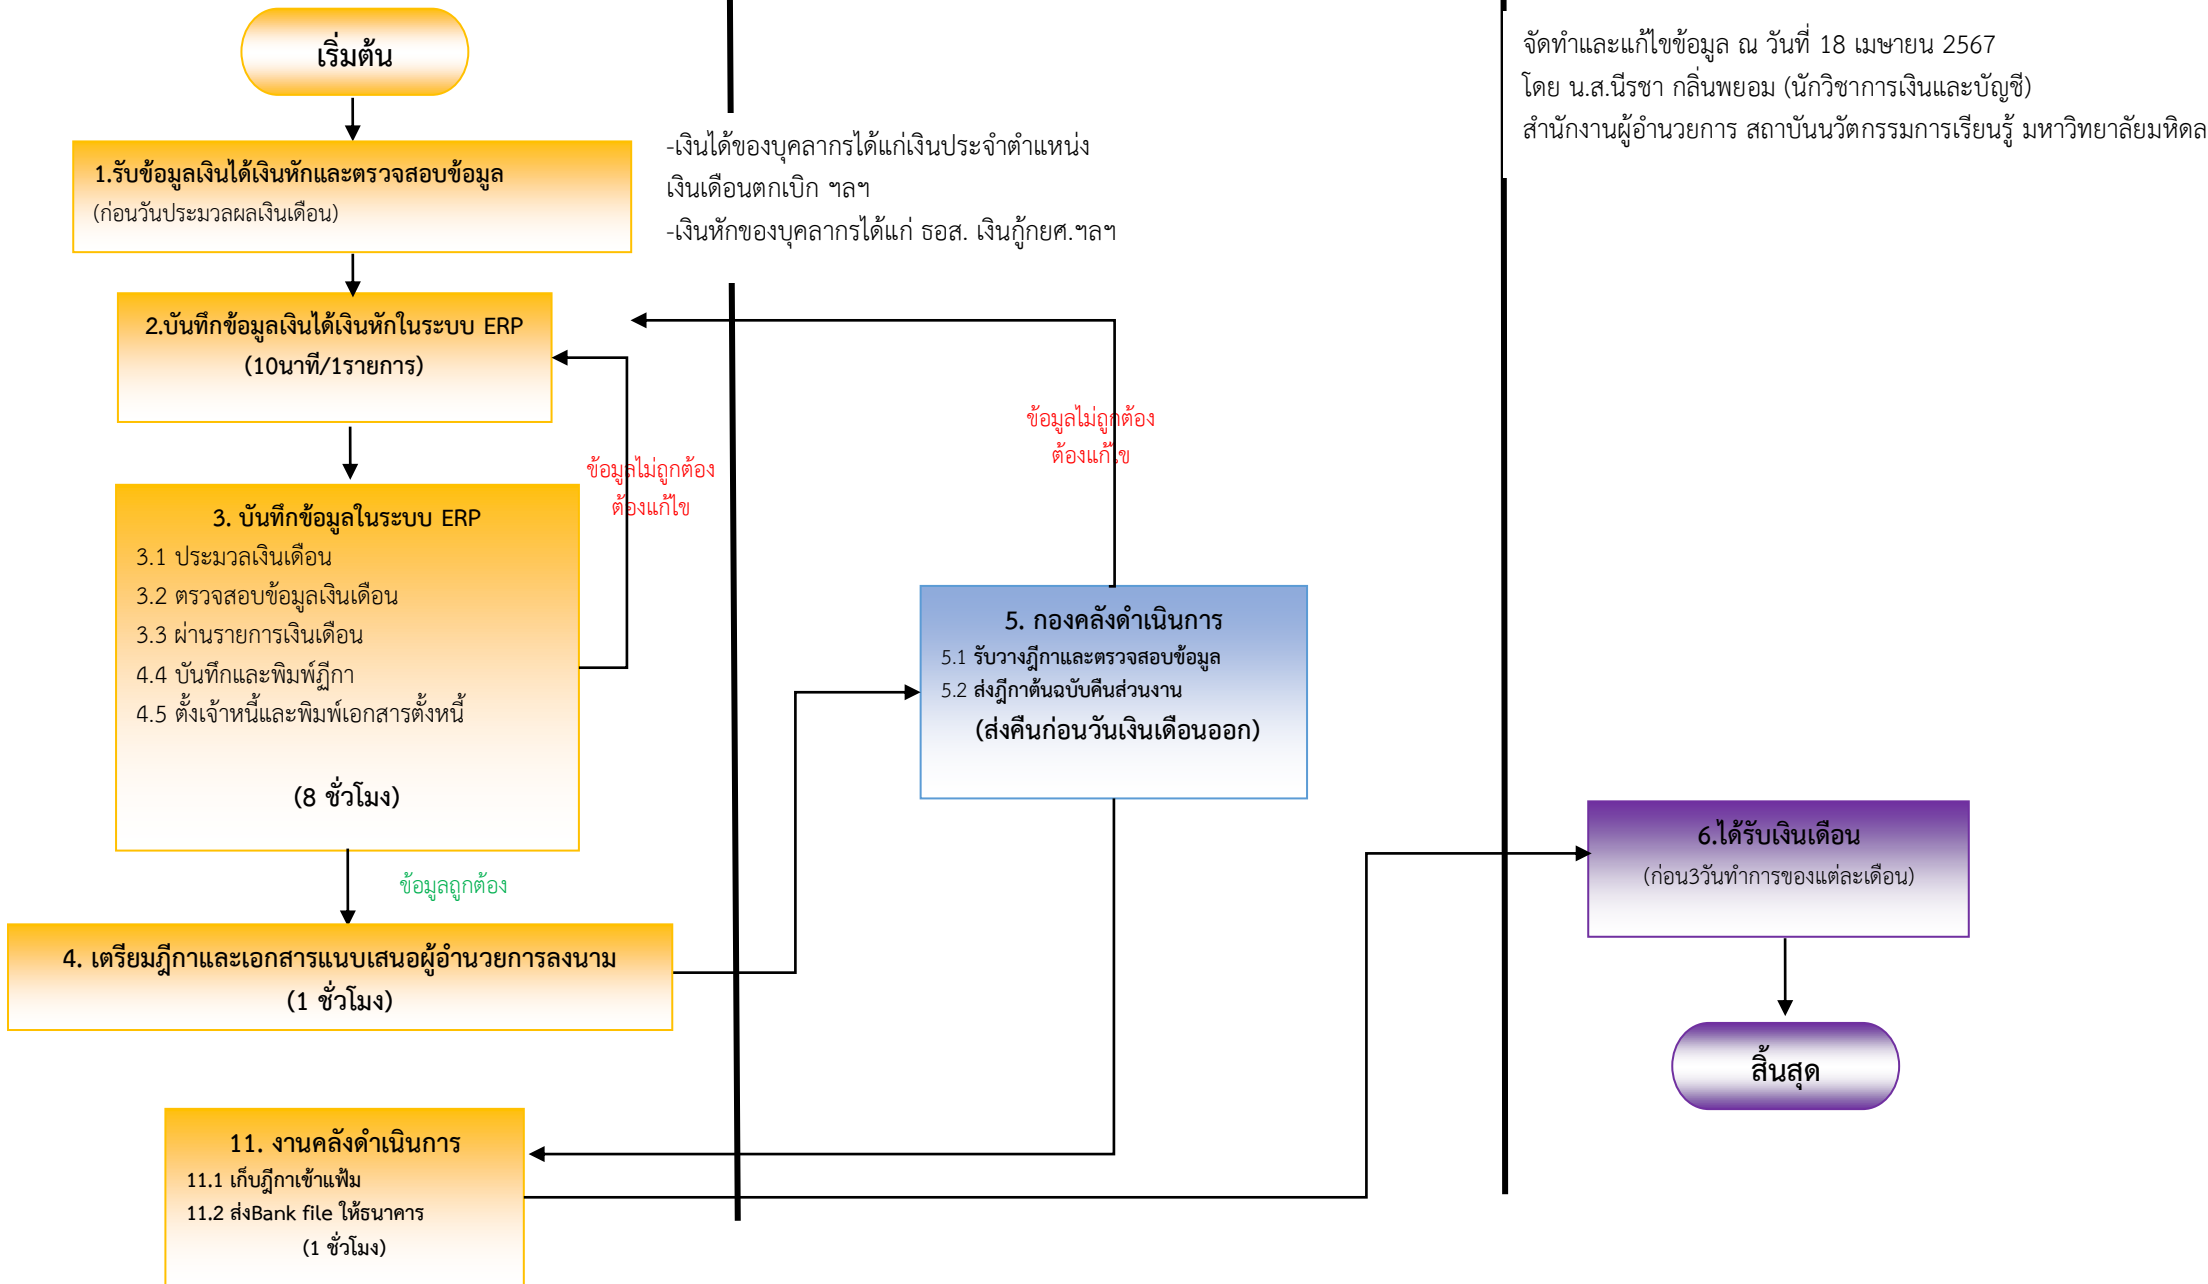 เริ่มต้น
1.รับข้อมูลเงินได้เงินหักและตรวจสอบข้อมูล
(ก่อนวันประมวลผลเงินเดือน)
-เงินได้ของบุคลากรได้แก่เงินประจำตำแหน่ง
เงินเดือนตกเบิก ฯลฯ
-เงินหักของบุคลากรได้แก่ ธอส. เงินกู้กยศ.ฯลฯ
จัดทำและแก้ไขข้อมูล ณ วันที่ 18 เมษายน 2567
โดย น.ส.นีรชา กลิ่นพยอม (นักวิชาการเงินและบัญชี)
สำนักงานผู้อำนวยการ สถาบันนวัตกรรมการเรียนรู้ มหาวิทยาลัยมหิดล
2.บันทึกข้อมูลเงินได้เงินหักในระบบ ERP
(10นาที/1รายการ)
ข้อมูลไม่ถูกต้อง
ต้องแก้ไข
ข้อมูลไม่ถูกต้อง
ต้องแก้ไข
3. บันทึกข้อมูลในระบบ ERP
3.1 ประมวลเงินเดือน
3.2 ตรวจสอบข้อมูลเงินเดือน
3.3 ผ่านรายการเงินเดือน
4.4 บันทึกและพิมพ์ฏีกา
4.5 ตั้งเจ้าหนี้และพิมพ์เอกสารตั้งหนี้
(8 ชั่วโมง)
ข้อมูลถูกต้อง
4. เตรียมฎีกาและเอกสารแนบเสนอผู้อำนวยการลงนาม
(1 ชั่วโมง)
5. กองคลังดำเนินการ
5.1 รับวางฎีกาและตรวจสอบข้อมูล
5.2 ส่งฎีกาต้นฉบับคืนส่วนงาน
(ส่งคืนก่อนวันเงินเดือนออก)
6.ได้รับเงินเดือน
(ก่อน3วันทำการของแต่ละเดือน)
สิ้นสุด
11. งานคลังดำเนินการ
11.1 เก็บฎีกาเข้าแฟ้ม
11.2 ส่งBank file ให้ธนาคาร
(1 ชั่วโมง)